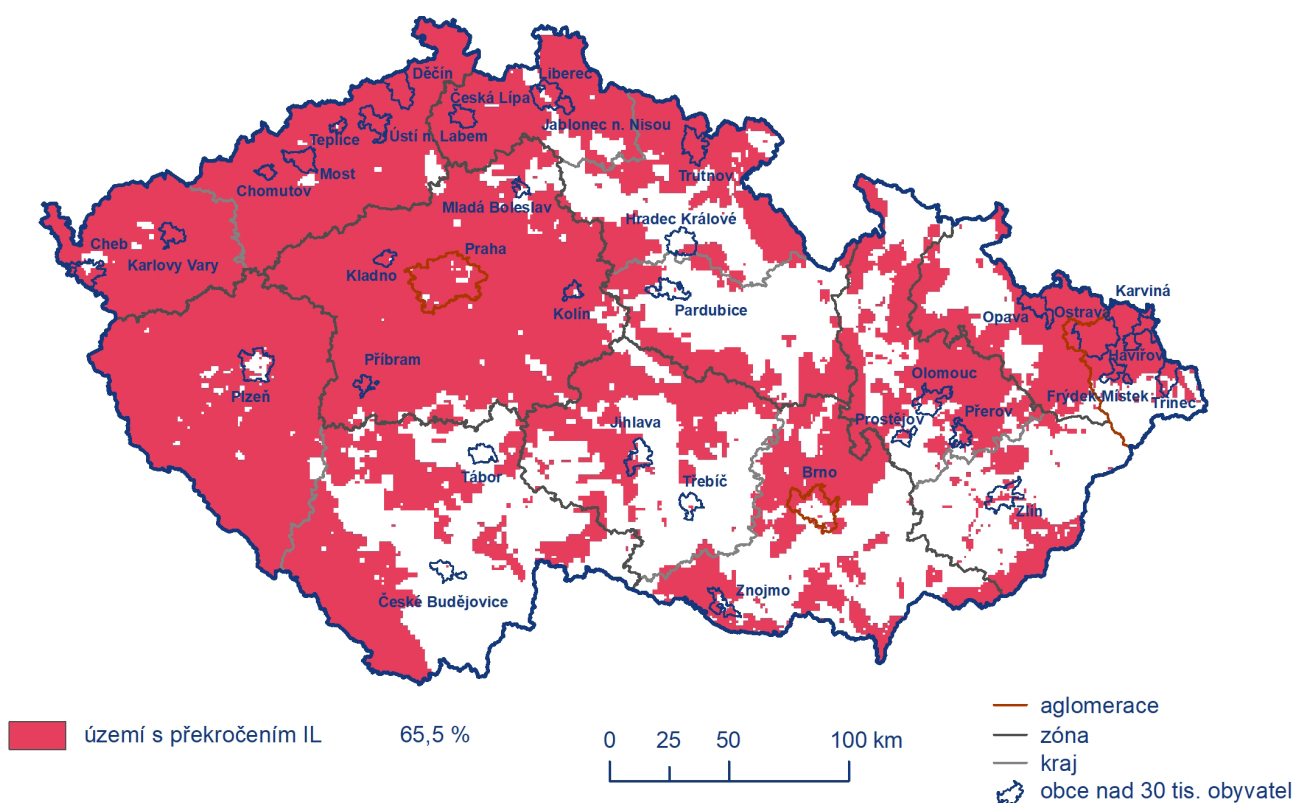 Děčín
Liberec
Česká Lípa
Teplice
Ústí n. Labem
Jablonec n. Nisou
Most
Chomutov
Trutnov
Mladá Boleslav
Hradec Králové
Cheb
Karlovy Vary
Praha
Kladno
Kolín
Pardubice
Karviná
Opava
Ostrava
Havířov
Příbram
Plzeň
Olomouc
Frýdek Místek
Třinec
Prostějov
Přerov
Jihlava
Tábor
Třebíč
Brno
Zlín
České Budějovice
Znojmo
území s překročením IL 65,5 %
0 25 50 100 km
aglomerace
zóna
kraj
obce nad 30 tis. obyvatel